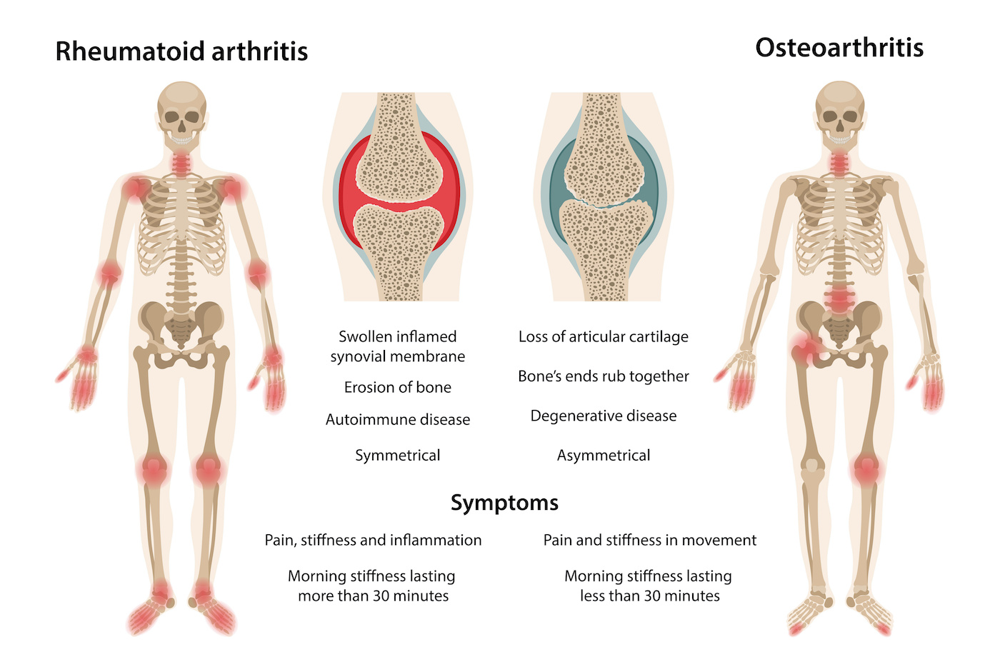 Rheumatoid arthritis
Osteoarthritis
Swollen inflamed
synovial membrane
Erosion of bone
Autoimmune disease
Symmetrical
Loss of articular cartilage
Bone’s ends rub together
Degenerative disease
Asymmetrical
Symptoms
Pain, stiffness and inflammation
Morning stiffness lasting
more than 30 minutes
Pain and stiffness in movement
Morning stiffness lasting
less than 30 minutes